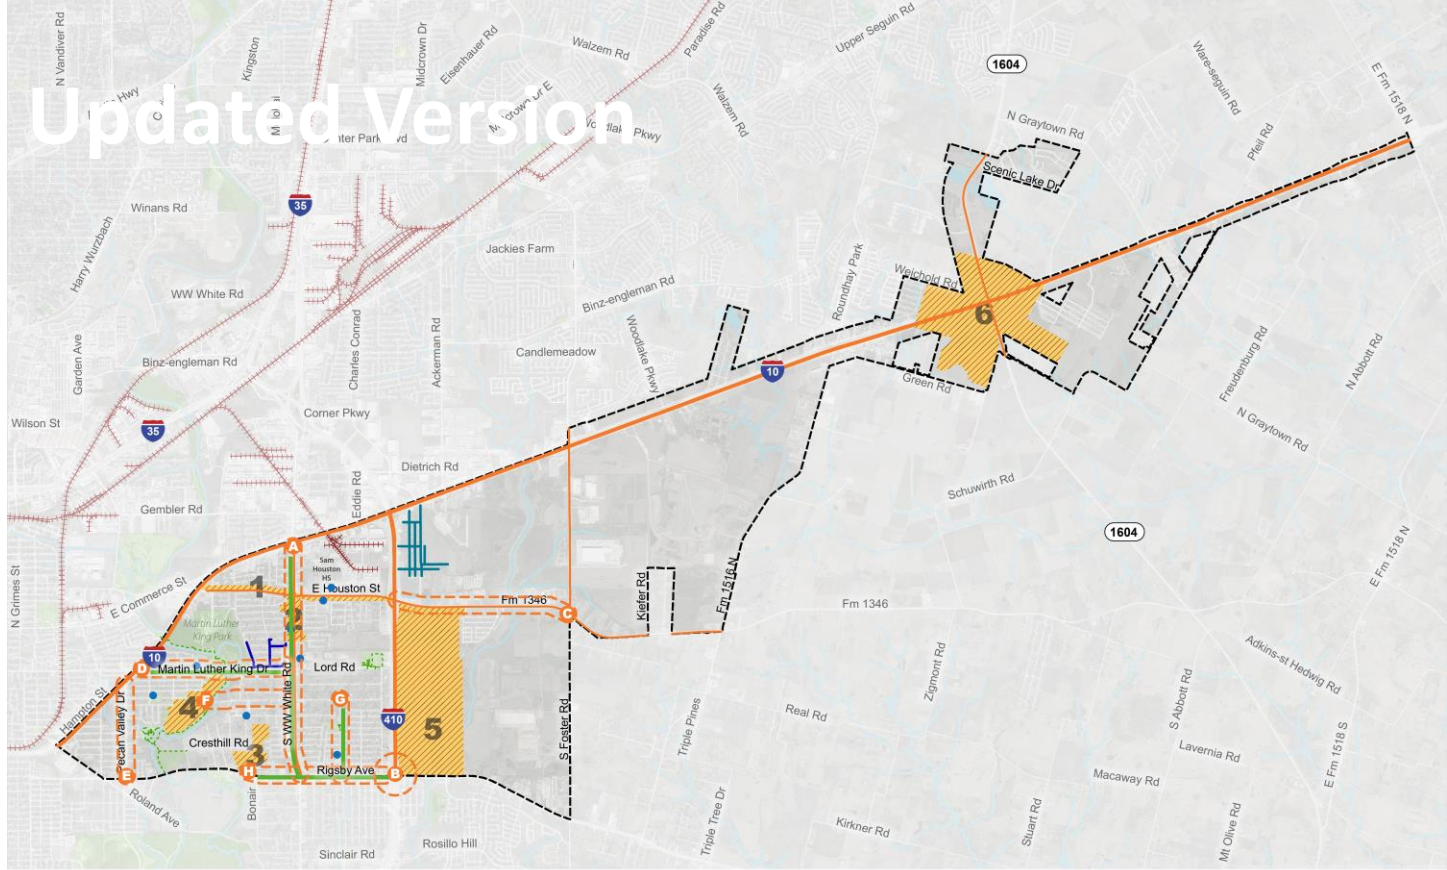 Updated Version
N Vandiver Rd
Kingston
Midcrown Dr
Eisenhauer Rd
Walzem Rd
Paradise Rd
Upper Seguin Rd
1604
Ware-seguin Rd
E Fm 1518 N
Walzem Rd
N Graytown Rd
Pfeil Rd
Scenic Lake Dr
Winans Rd
35
Harry Wurzbach
Jackies Farm
Roundhay Park
Weichold Rd
WW White Rd
Binz-engleman Rd
6
Garden Ave
Charles Conrad
Ackerman Rd
Woodlake Pkwy
Binz-engleman Rd
Candlemeadow
10
Green Rd
Freudenburg Rd
N Abbott Rd
Corner Pkwy
Wilson St
35
N Graytown Rd
Dietrich Rd
Eddie Rd
Schuwirth Rd
Gembler Rd
1604
E Fm 1518 N
A
Sam
Houston
HS
1
E Houston St
N Grimes St
E Commerce St
Fm 1346
C
Kiefer Rd
Fm 1516 N
Fm 1346
2
Martin Luther
King Park
10
D
Martin Luther King Dr
Lord Rd
Zigmont Rd
Adkins-st Hedwig Rd
Hampton St
Pecan Valley Dr
4
F
S WW White Rd
G
410
5
S Foster Rd
Triple Pines
Real Rd
S Abbott Rd
Cresthill Rd
3
Lavernia Rd
E Fm 1518 S
E
H
Rigsby Ave
B
Macaway Rd
Roland Ave
Bonair
Sinclair Rd
Rosillo Hill
Triple Tree Dr
Kirkner Rd
Stuart Rd
Mt Olive Rd